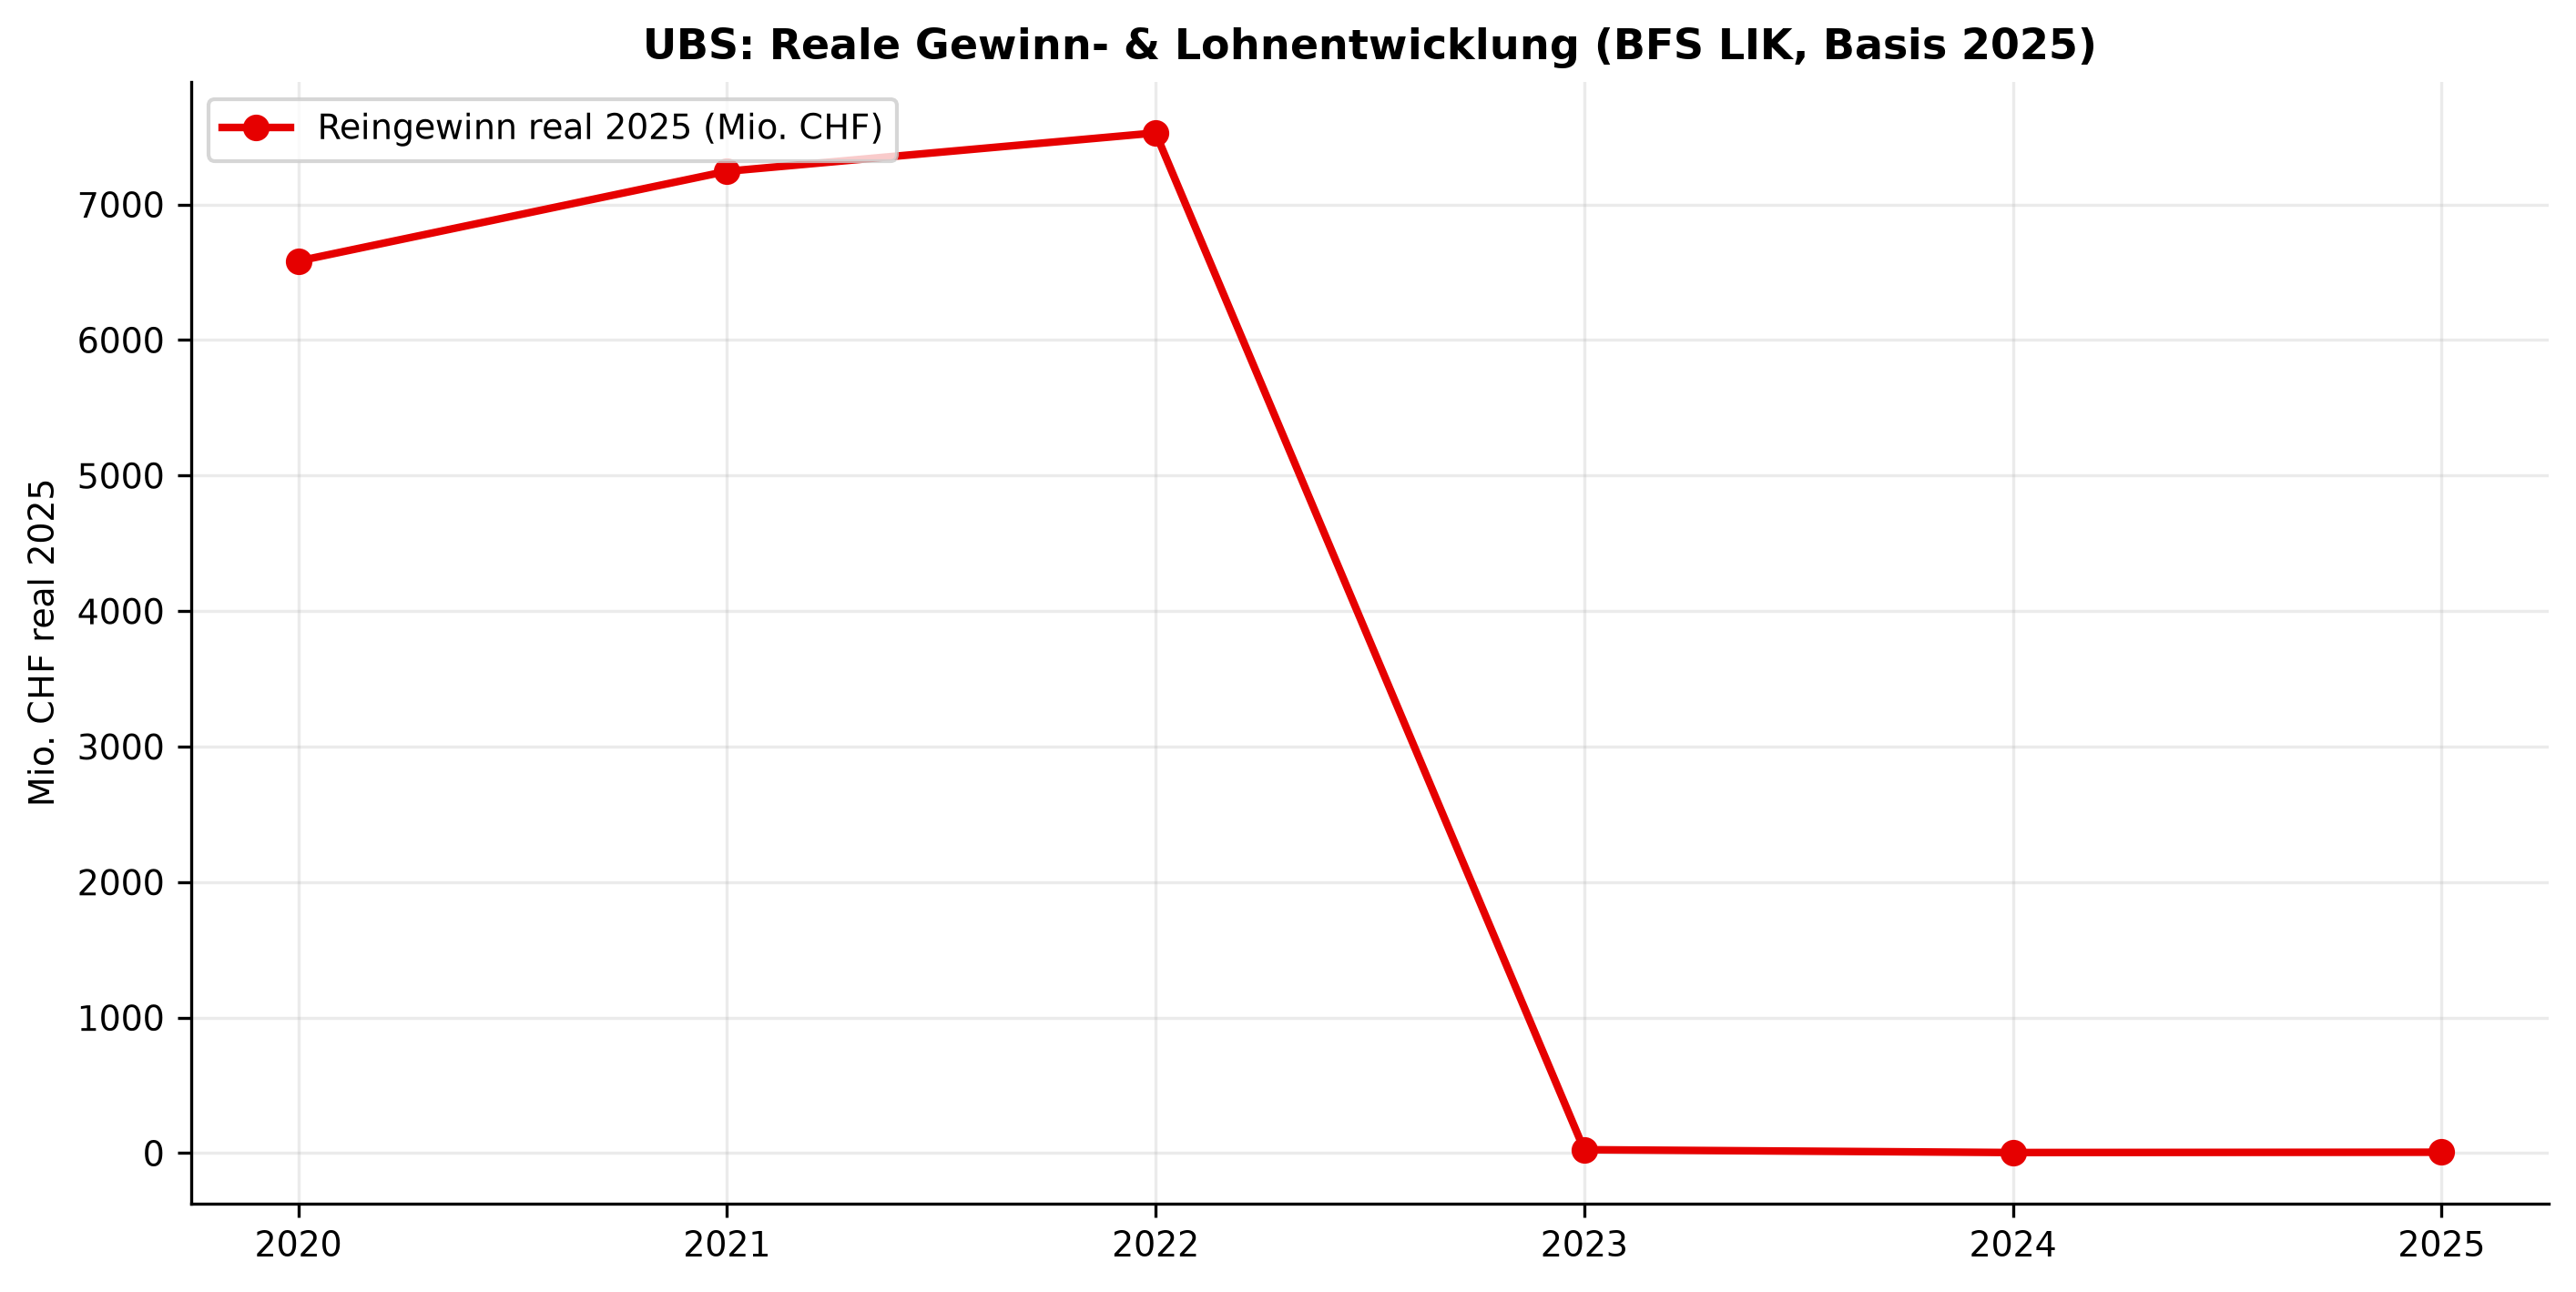 UBS: Reale Gewinn- & Lohnentwicklung (BFS LIK, Basis 2025)
Reingewinn real 2025 (Mio. CHF)
Mio. CHF real 2025
7000
6000
5000
4000
3000
2000
1000
0
2020 2021 2022 2023 2024 2025